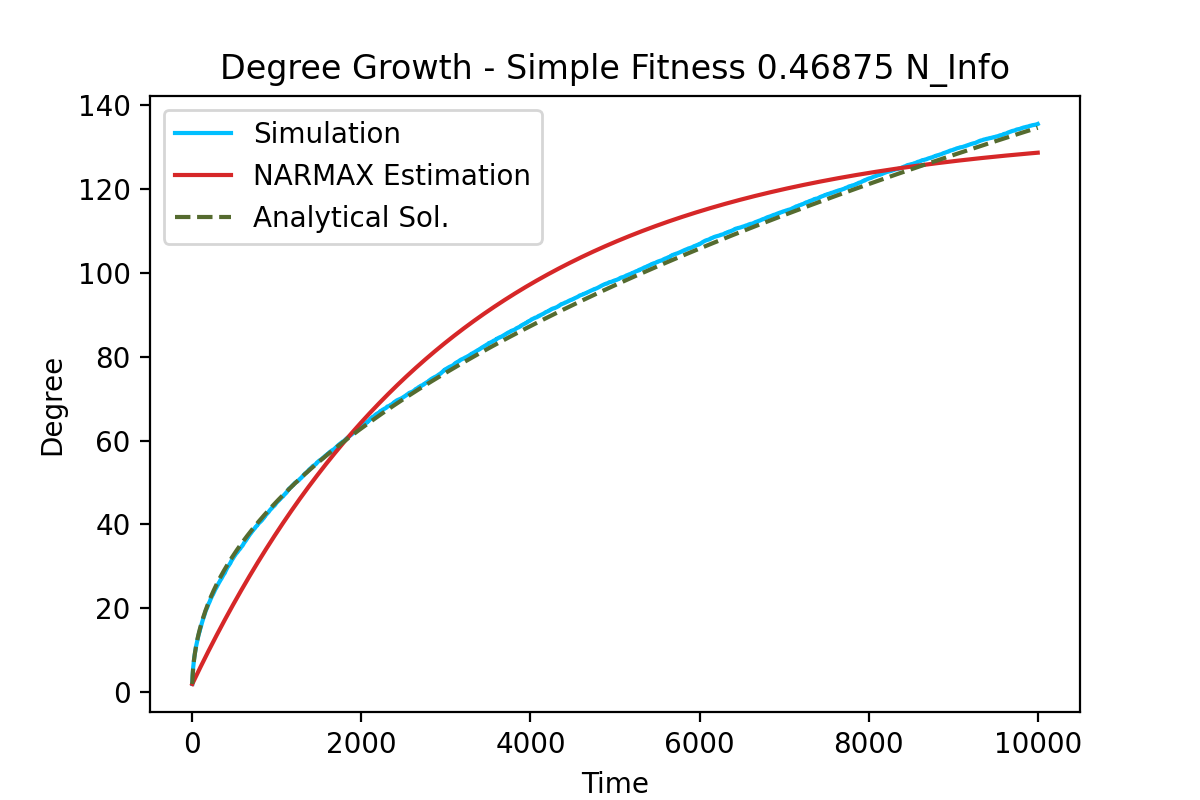 Degree Growth - Simple Fitness 0.46875 N_Info
140
120
100
80
60
40
20
0
Degree
Simulation
NARMAX Estimation
Analytical Sol.
0 2000 4000 6000 8000 10000
Time